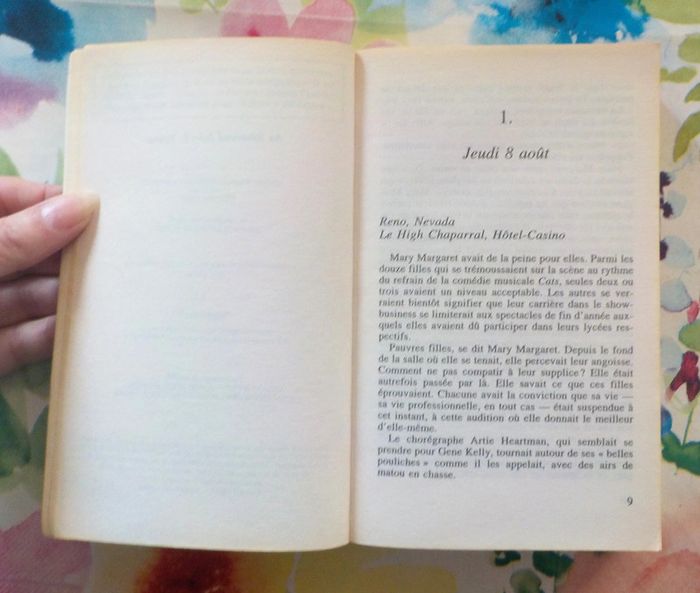 1.
Jeudi 8 août
Reno, Nevada
Le High Chaparral, Hôtel-Casino
Mary Margaret avait de la peine pour elles. Parmi les
douze filles qui se trémoussaient sur la scène au rythme
du refrain de la comédie musicale Cats, seules deux ou
trois avaient un niveau acceptable. Les autres se ver-
raient bientôt signifier que leur carrière dans le show-
business se limiterait aux spectacles de fin d'année aux-
quels elles avaient dû participer dans leurs lycées res-
pectifs.
Pauvres filles, se dit Mary Margaret. Depuis le fond
de la salle où elle se tenait, elle percevait leur angoisse.
Comment ne pas compatir à leur supplice ? Elle était
autrefois passée par là. Elle savait ce que ces filles
éprouvaient. Chacune avait la conviction que sa vie —
sa vie professionnelle, en tout cas — était suspendue à
cet instant, à cette audition où elle donnait le meilleur
d'elle-même.
Le chorégraphe Artie Heartman, qui semblait se
prendre pour Gene Kelly, tournait autour de ses « belles
pouliches » comme il les appelait, avec des airs de
matou en chasse.
9